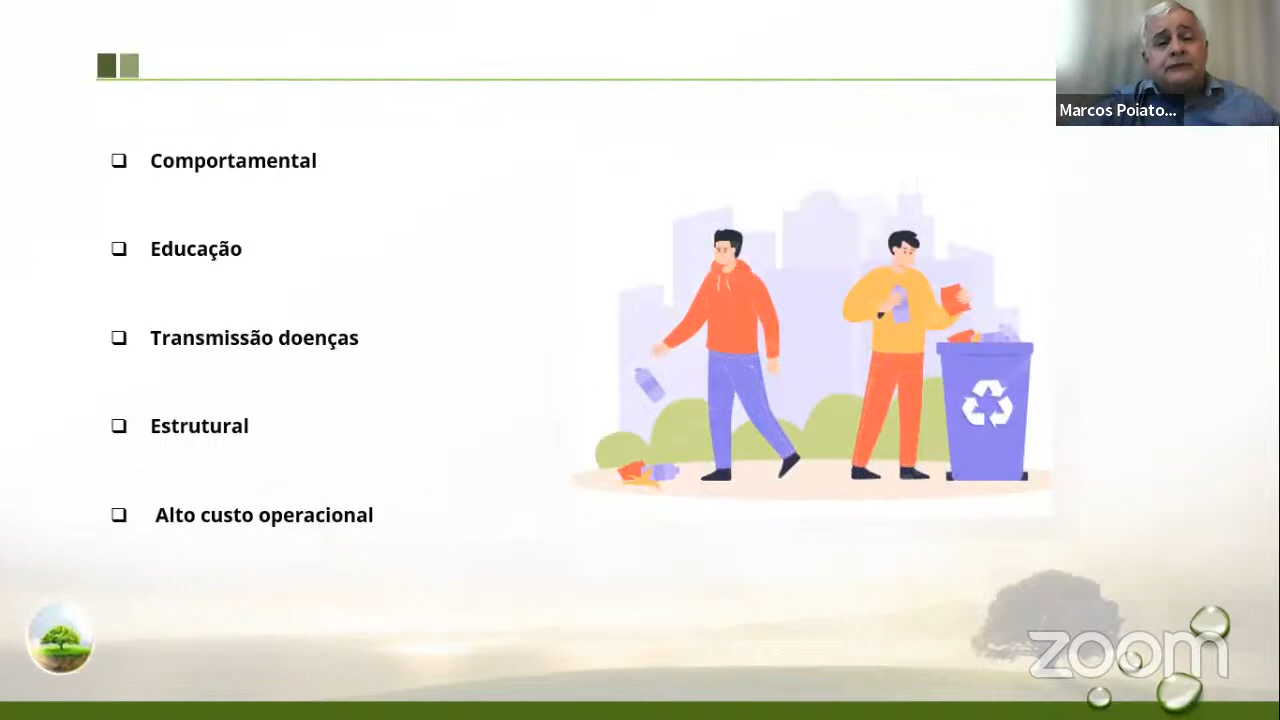 Marcos Poiato...
Comportamental
Educação
Transmissão doenças
Estrutural
Alto custo operacional
zoom